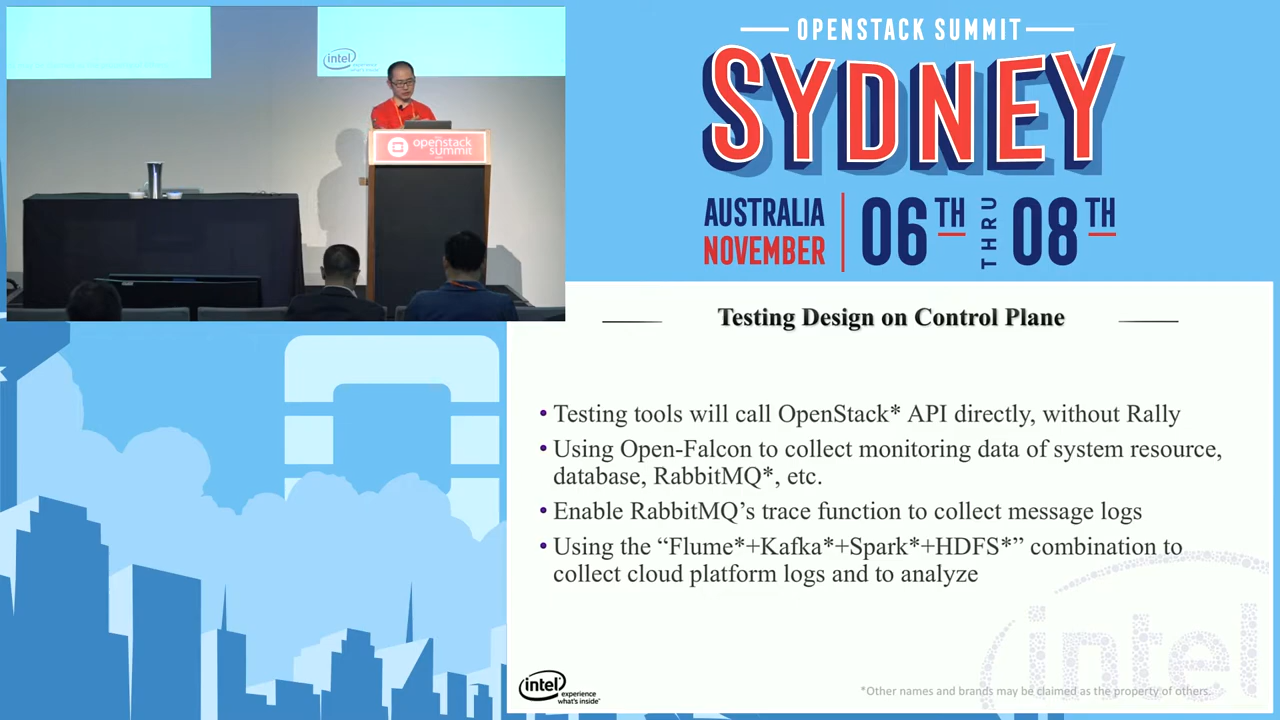 intel
experience
what's inside
openstack
summit
OPENSTACK SUMMIT
SYDNEY
AUSTRALIA
NOVEMBER
06TH THRU 08TH
Testing Design on Control Plane
• Testing tools will call OpenStack* API directly, without Rally
• Using Open-Falcon to collect monitoring data of system resource,
database, RabbitMQ*, etc.
• Enable RabbitMQ’s trace function to collect message logs
• Using the “Flume*+Kafka*+Spark*+HDFS*” combination to
collect cloud platform logs and to analyze
intel
intel
experience
what's inside™
*Other names and brands may be claimed as the property of others.